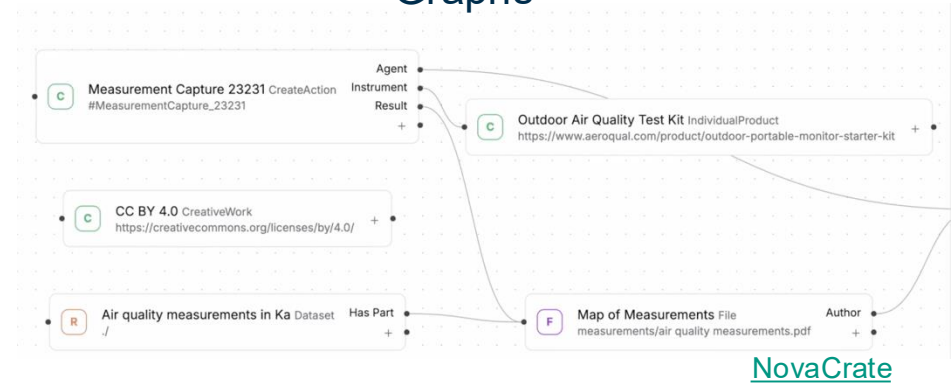 Graphs
Agent
C
Measurement Capture 23231 CreateAction
Instrument
#MeasurementCapture_23231
Result
+
C
Outdoor Air Quality Test Kit IndividualProduct
https://www.aeroqual.com/product/outdoor-portable-monitor-starter-kit
+
C
CC BY 4.0 CreativeWork
https://creativecommons.org/licenses/by/4.0/
+
R
Air quality measurements in Ka Dataset
Has Part
./
+
F
Map of Measurements File
Author
measurements/air quality measurements.pdf
+
NovaCrate